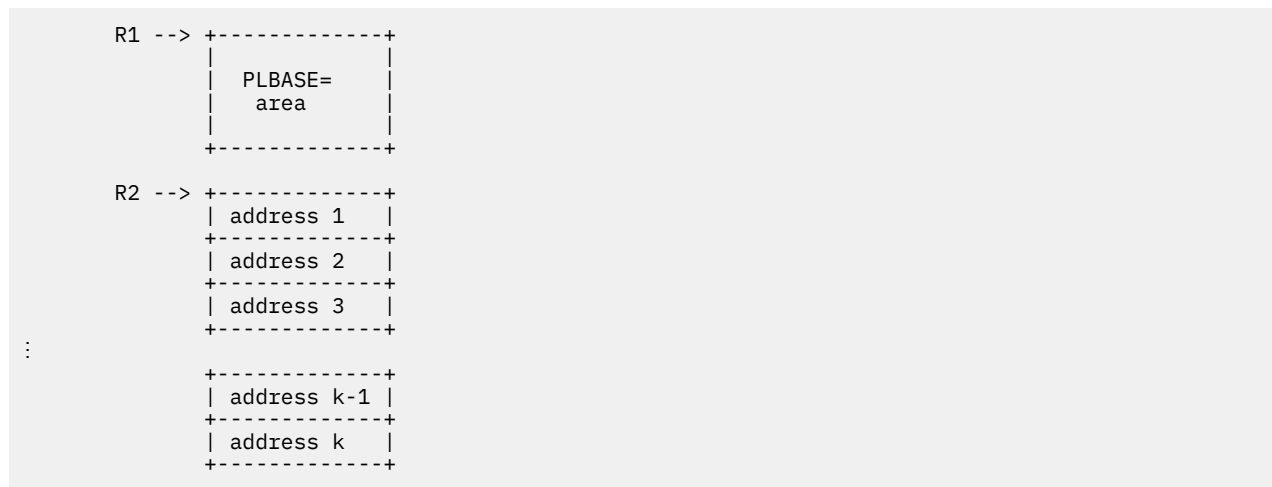 R1 --> +-------------+
| |
| PLBASE= |
| area |
| |
+-------------+
R2 --> +-------------+
| address 1 |
+-------------+
| address 2 |
+-------------+
| address 3 |
+-------------+
⋮
+-------------+
| address k-1 |
+-------------+
| address k |
+-------------+